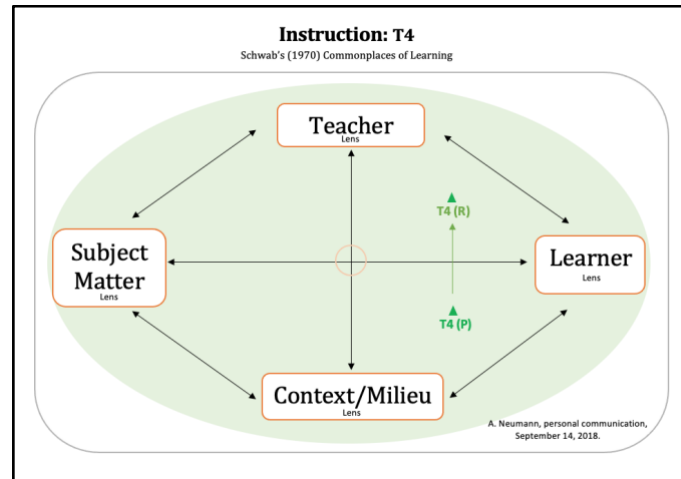 Instruction: T4
Schwab's (1970) Commonplaces of Learning
Teacher
Lens
T4 (R)
Subject
Matter
Lens
Learner
Lens
T4 (P)
Context/Milieu
Lens
A. Neumann, personal communication,
September 14, 2018.